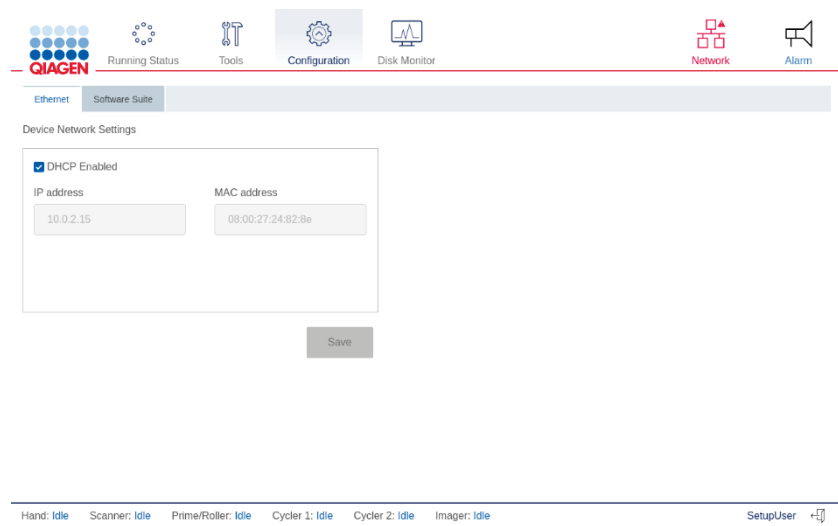 QIAGEN
Running Status Tools Configuration Disk Monitor Network Alarm
Ethernet Software Suite
Device Network Settings
DHCP Enabled
IP address MAC address
10.0.2.15 08:00:27:24:82:8e
Save
Hand: Idle Scanner: Idle Prime/Roller: Idle Cycler 1: Idle Cycler 2: Idle Imager: Idle SetupUser